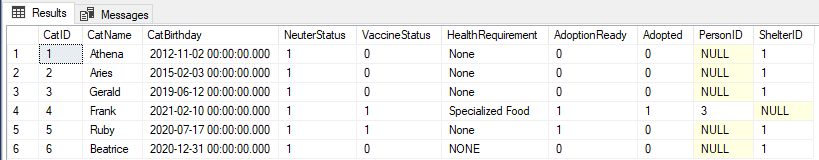 Results Messages
CatID CatName CatBirthday NeuterStatus VaccineStatus HealthRequirement AdoptionReady Adopted PersonID ShelterID
1 1 Athena 2012-11-02 00:00:00.000 1 0 None 0 0 NULL 1
2 2 Aries 2015-02-03 00:00:00.000 1 0 None 0 0 NULL 1
3 3 Gerald 2019-06-12 00:00:00.000 1 0 None 0 0 NULL 1
4 4 Frank 2021-02-10 00:00:00.000 1 1 Specialized Food 1 1 3 NULL
5 5 Ruby 2020-07-17 00:00:00.000 1 1 None 1 0 NULL 1
6 6 Beatrice 2020-12-31 00:00:00.000 1 0 NONE 0 0 NULL 1